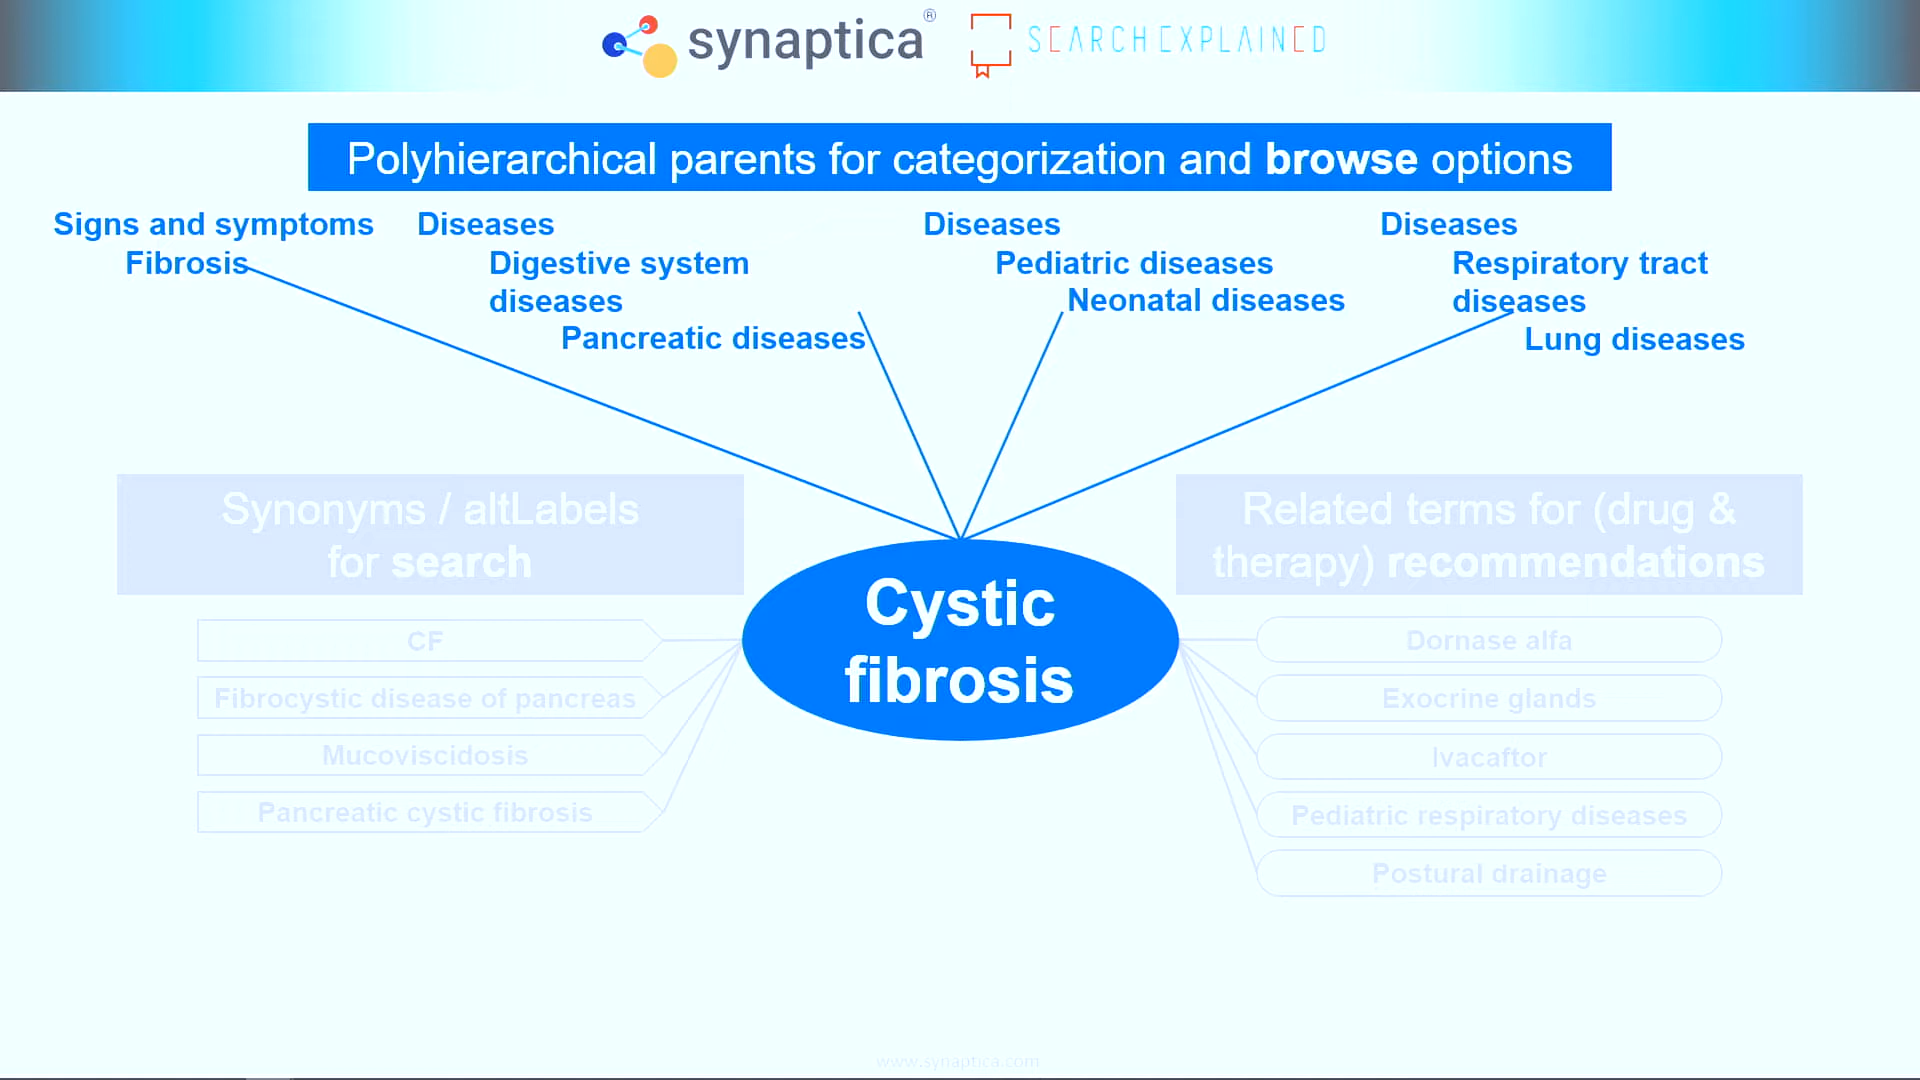 synaptica®
SEARCH EXPLAINED
Polyhierarchical parents for categorization and browse options
Signs and symptoms
Fibrosis
Diseases
Digestive system
diseases
Pancreatic diseases
Diseases
Pediatric diseases
Neonatal diseases
Diseases
Respiratory tract
diseases
Lung diseases
Synonyms / altLabels
for search
CF
Fibrocystic disease of pancreas
Mucoviscidosis
Pancreatic cystic fibrosis
Cystic
fibrosis
Related terms for (drug &
therapy) recommendations
Dornase alfa
Exocrine glands
Ivacaftor
Pediatric respiratory diseases
Postural drainage
www.synaptica.com